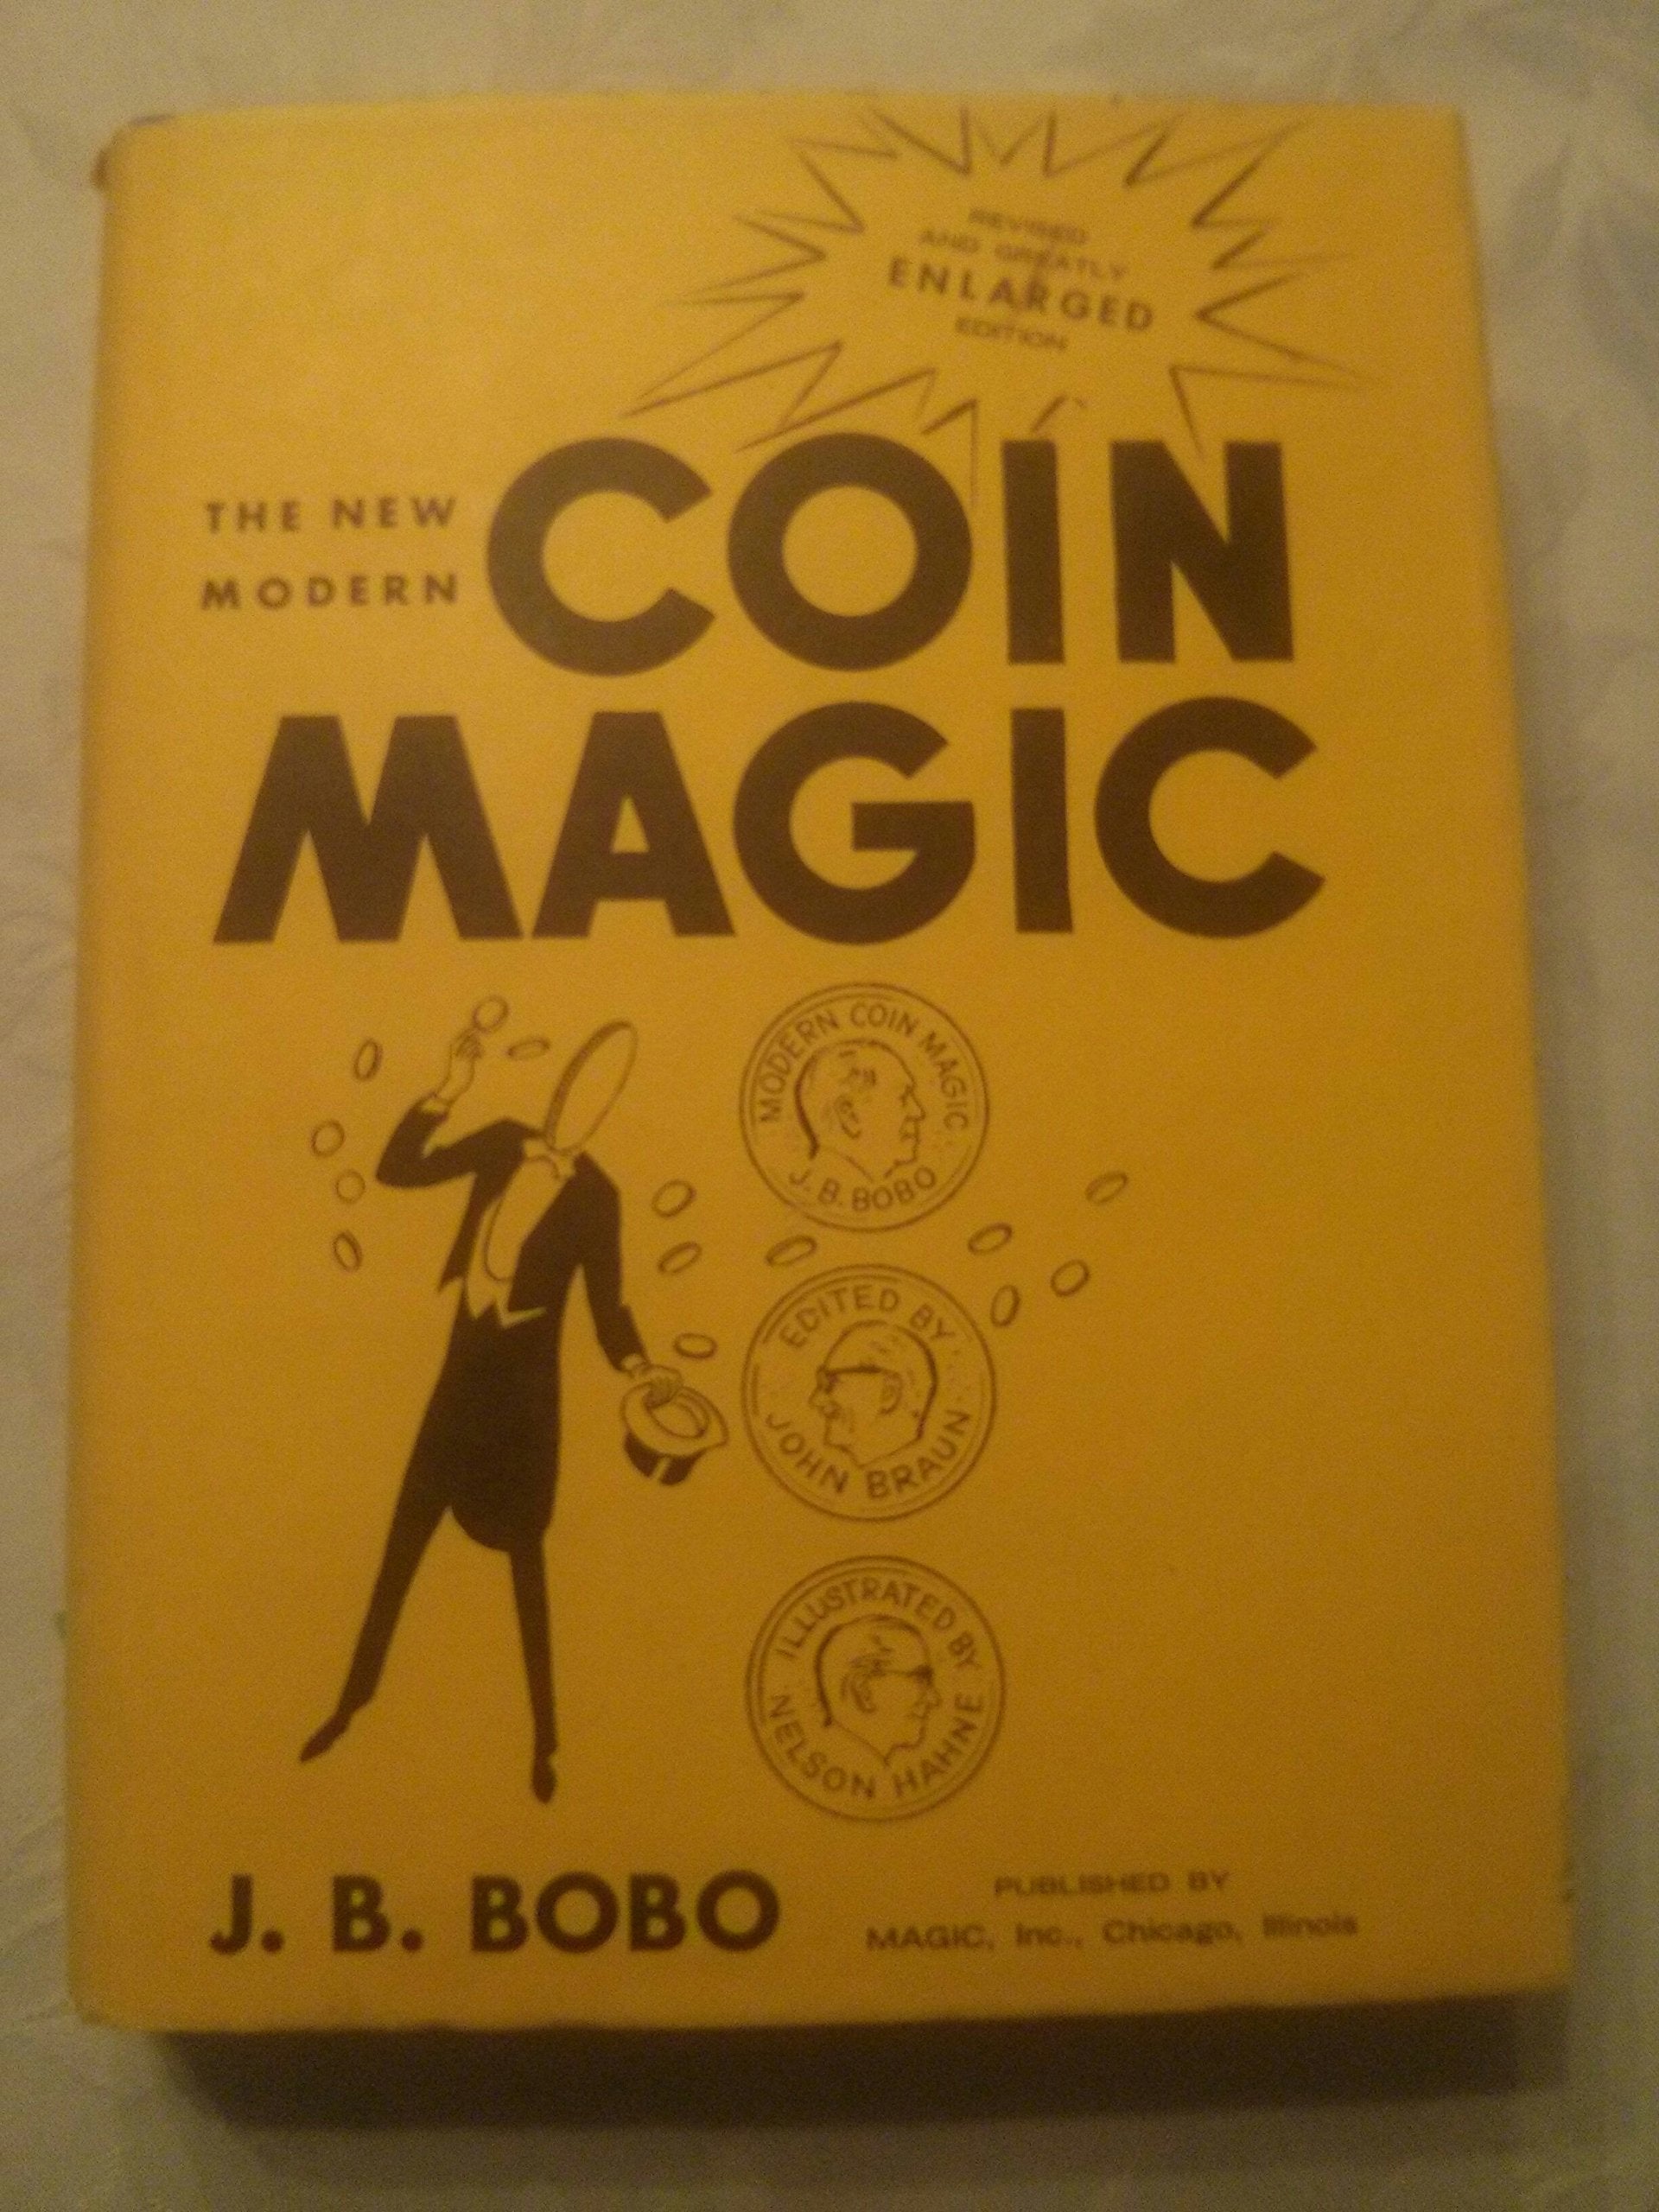 REVISED
AND GREATLY
ENLARGED
EDITION
THE NEW
MODERN
COIN
MAGIC
MODERN COIN MAGIC
J. B. BOBO
EDITED BY
JOHN BRAUN
ILLUSTRATED BY
NELSON HAHNE
J. B. BOBO
PUBLISHED BY
MAGIC, Inc., Chicago, Illinois